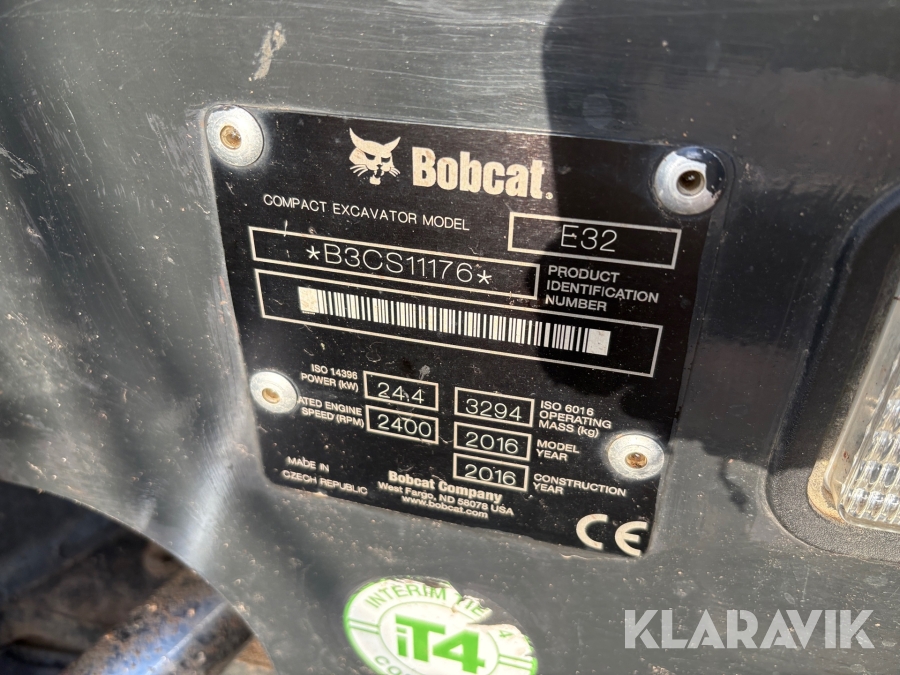 Bobcat.
COMPACT EXCAVATOR MODEL
E32
*B3CS11176*
PRODUCT
IDENTIFICATION
NUMBER
ISO 14396
POWER (kW)
24,4
3294
ISO 6016
OPERATING
MASS (kg)
ATED ENGINE
SPEED (RPM)
2400
2016
MODEL
YEAR
2016
CONSTRUCTION
YEAR
MADE IN
CZECH REPUBLIC
Bobcat Company
West Fargo, ND 58078 USA
www.bobcat.com
CE
INTERIM TIE 4
iT4
KLARAVIK